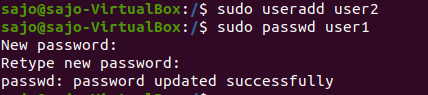 sajo@sajo-VirtualBox:/$ sudo useradd user2
sajo@sajo-VirtualBox:/$ sudo passwd user1
New password:
Retype new password:
passwd: password updated successfully